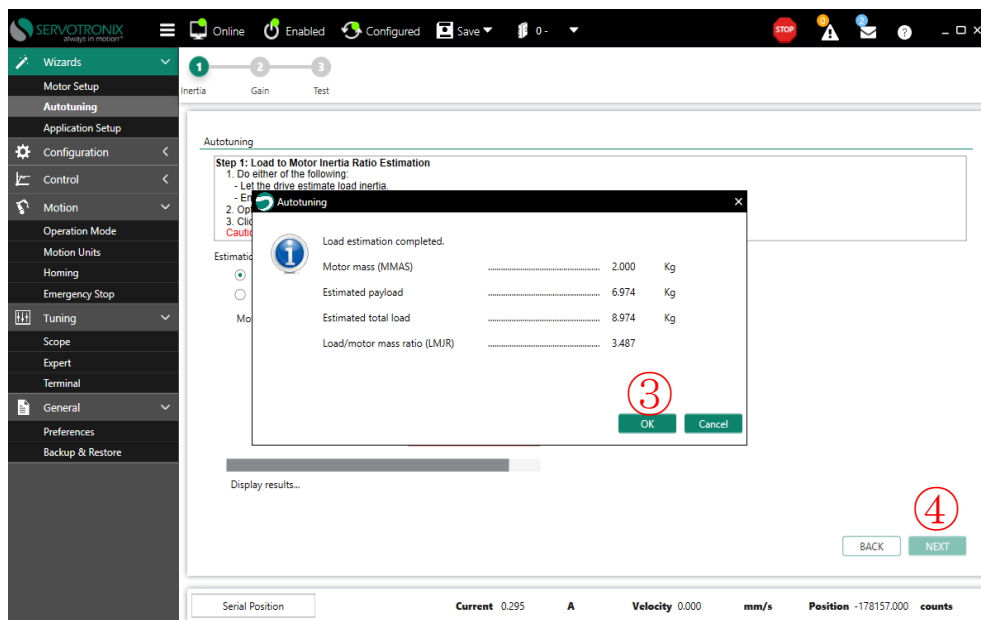 SERVOTRONIX
always in motion™
Online
Enabled
Configured
Save
0 -
STOP
0
2
?
Wizards
Motor Setup
Autotuning
Application Setup
Configuration
Control
Motion
Operation Mode
Motion Units
Homing
Emergency Stop
Tuning
Scope
Expert
Terminal
General
Preferences
Backup & Restore
1 2 3
Inertia Gain Test
Autotuning
Step 1: Load to Motor Inertia Ratio Estimation
1. Do either of the following:
- Let the drive estimate load inertia.
- En
2. Opt
3. Clic
Cautio
Estimatio
Mo
Autotuning
Load estimation completed.
Motor mass (MMAS) ........................................ 2.000 Kg
Estimated payload ........................................ 6.974 Kg
Estimated total load ........................................ 8.974 Kg
Load/motor mass ratio (LMJR) ........................................ 3.487
③
OK Cancel
Display results...
④
BACK NEXT
Serial Position Current 0.295 A Velocity 0.000 mm/s Position -178157.000 counts